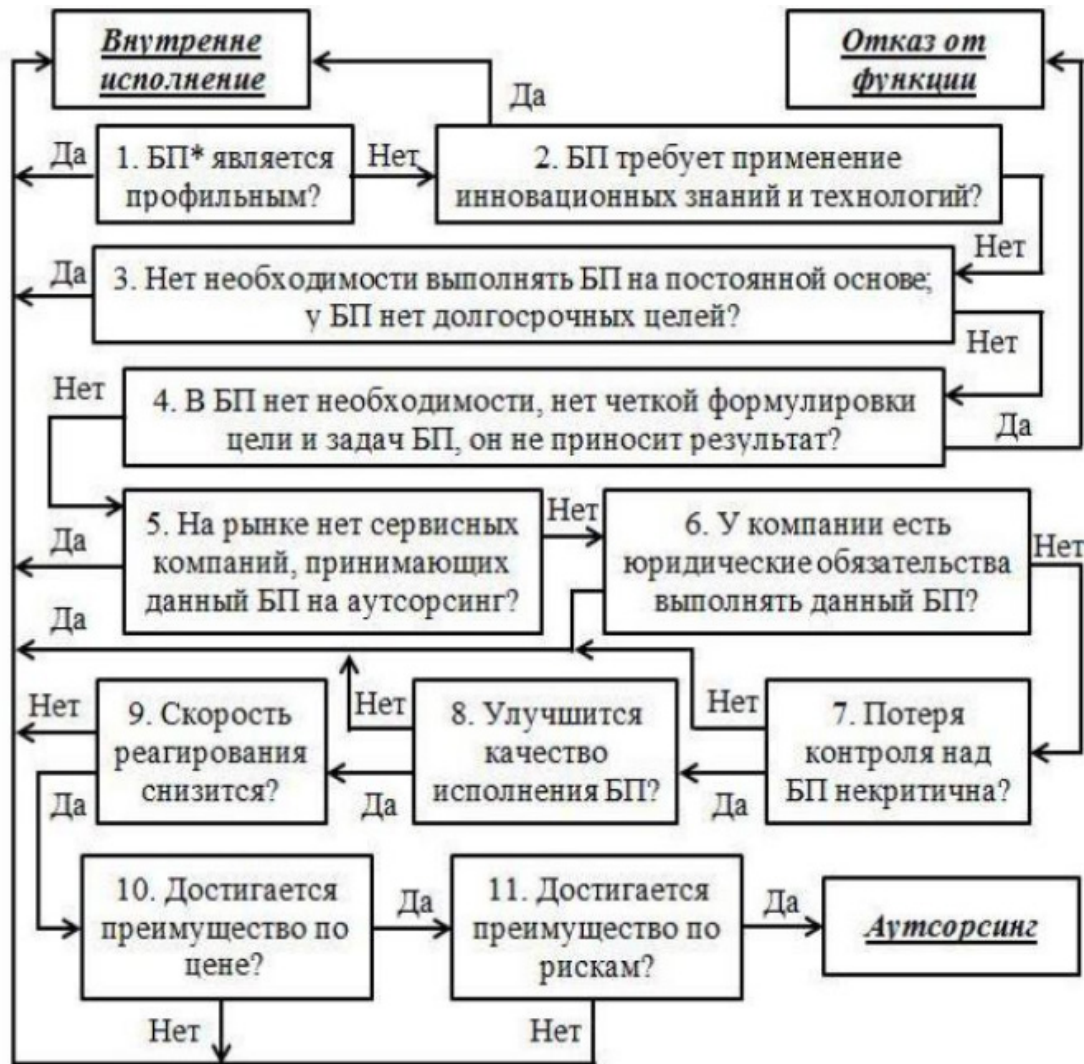 Внутренне
исполнение
Отказ от
функции
Да
Да
1. БП* является
профильным?
Нет
2. БП требует применение
инновационных знаний и технологий?
Нет
Да
3. Нет необходимости выполнять БП на постоянной основе;
у БП нет долгосрочных целей?
Нет
Нет
4. В БП нет необходимости, нет четкой формулировки
цели и задач БП, он не приносит результат?
Да
Да
5. На рынке нет сервисных
компаний, принимающих
данный БП на аутсорсинг?
Нет
6. У компании есть
юридические обязательства
выполнять данный БП?
Нет
Да
Нет
9. Скорость
реагирования
снизится?
Да
Нет
8. Улучшится
качество
исполнения БП?
Да
Нет
7. Потеря
контроля над
БП некритична?
Да
10. Достигается
преимущество по
цене?
Да
11. Достигается
преимущество по
рискам?
Да
Аутсорсинг
Нет
Нет